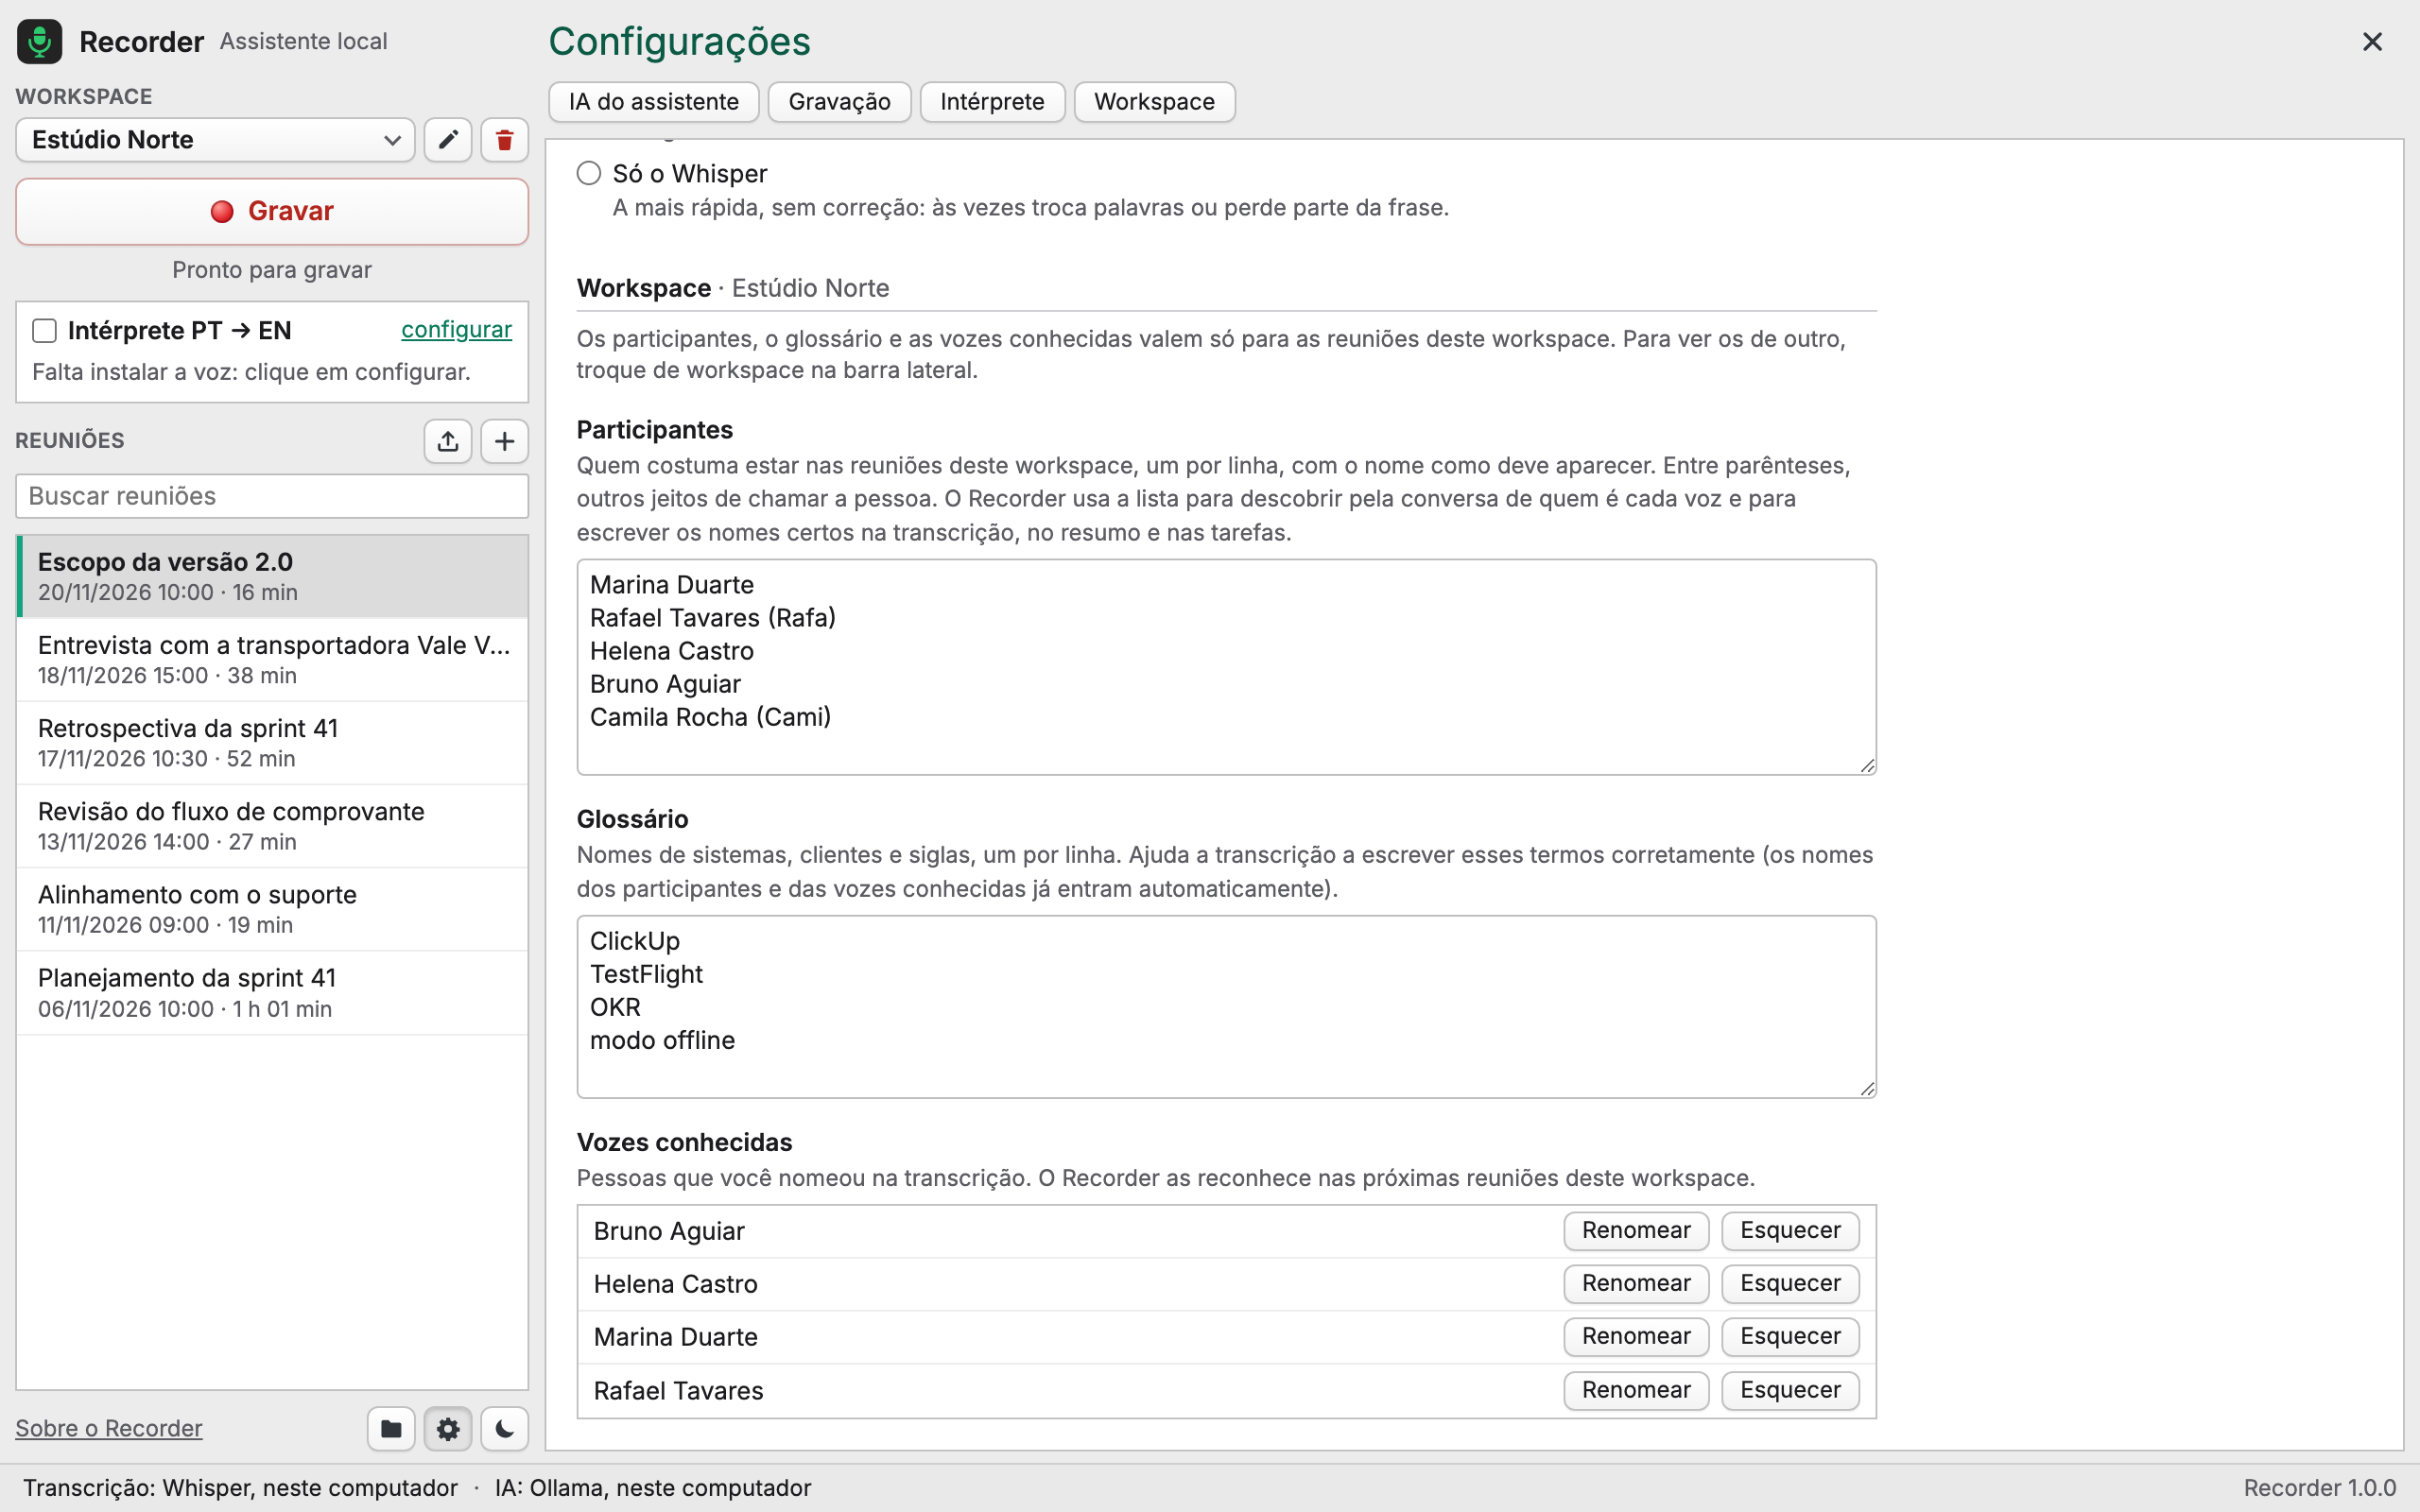 Recorder Assistente local
WORKSPACE
Estúdio Norte
Gravar
Pronto para gravar
Intérprete PT → EN configurar
Falta instalar a voz: clique em configurar.
REUNIÕES
Buscar reuniões
Escopo da versão 2.0
20/11/2026 10:00 · 16 min
Entrevista com a transportadora Vale V...
18/11/2026 15:00 · 38 min
Retrospectiva da sprint 41
17/11/2026 10:30 · 52 min
Revisão do fluxo de comprovante
13/11/2026 14:00 · 27 min
Alinhamento com o suporte
11/11/2026 09:00 · 19 min
Planejamento da sprint 41
06/11/2026 10:00 · 1 h 01 min
Sobre o Recorder
Configurações
IA do assistente Gravação Intérprete Workspace
Só o Whisper
A mais rápida, sem correção: às vezes troca palavras ou perde parte da frase.
Workspace · Estúdio Norte
Os participantes, o glossário e as vozes conhecidas valem só para as reuniões deste workspace. Para ver os de outro,
troque de workspace na barra lateral.
Participantes
Quem costuma estar nas reuniões deste workspace, um por linha, com o nome como deve aparecer. Entre parênteses,
outros jeitos de chamar a pessoa. O Recorder usa a lista para descobrir pela conversa de quem é cada voz e para
escrever os nomes certos na transcrição, no resumo e nas tarefas.
Marina Duarte
Rafael Tavares (Rafa)
Helena Castro
Bruno Aguiar
Camila Rocha (Cami)
Glossário
Nomes de sistemas, clientes e siglas, um por linha. Ajuda a transcrição a escrever esses termos corretamente (os nomes
dos participantes e das vozes conhecidas já entram automaticamente).
ClickUp
TestFlight
OKR
modo offline
Vozes conhecidas
Pessoas que você nomeou na transcrição. O Recorder as reconhece nas próximas reuniões deste workspace.
Bruno Aguiar Renomear Esquecer
Helena Castro Renomear Esquecer
Marina Duarte Renomear Esquecer
Rafael Tavares Renomear Esquecer
Transcrição: Whisper, neste computador · IA: Ollama, neste computador
Recorder 1.0.0